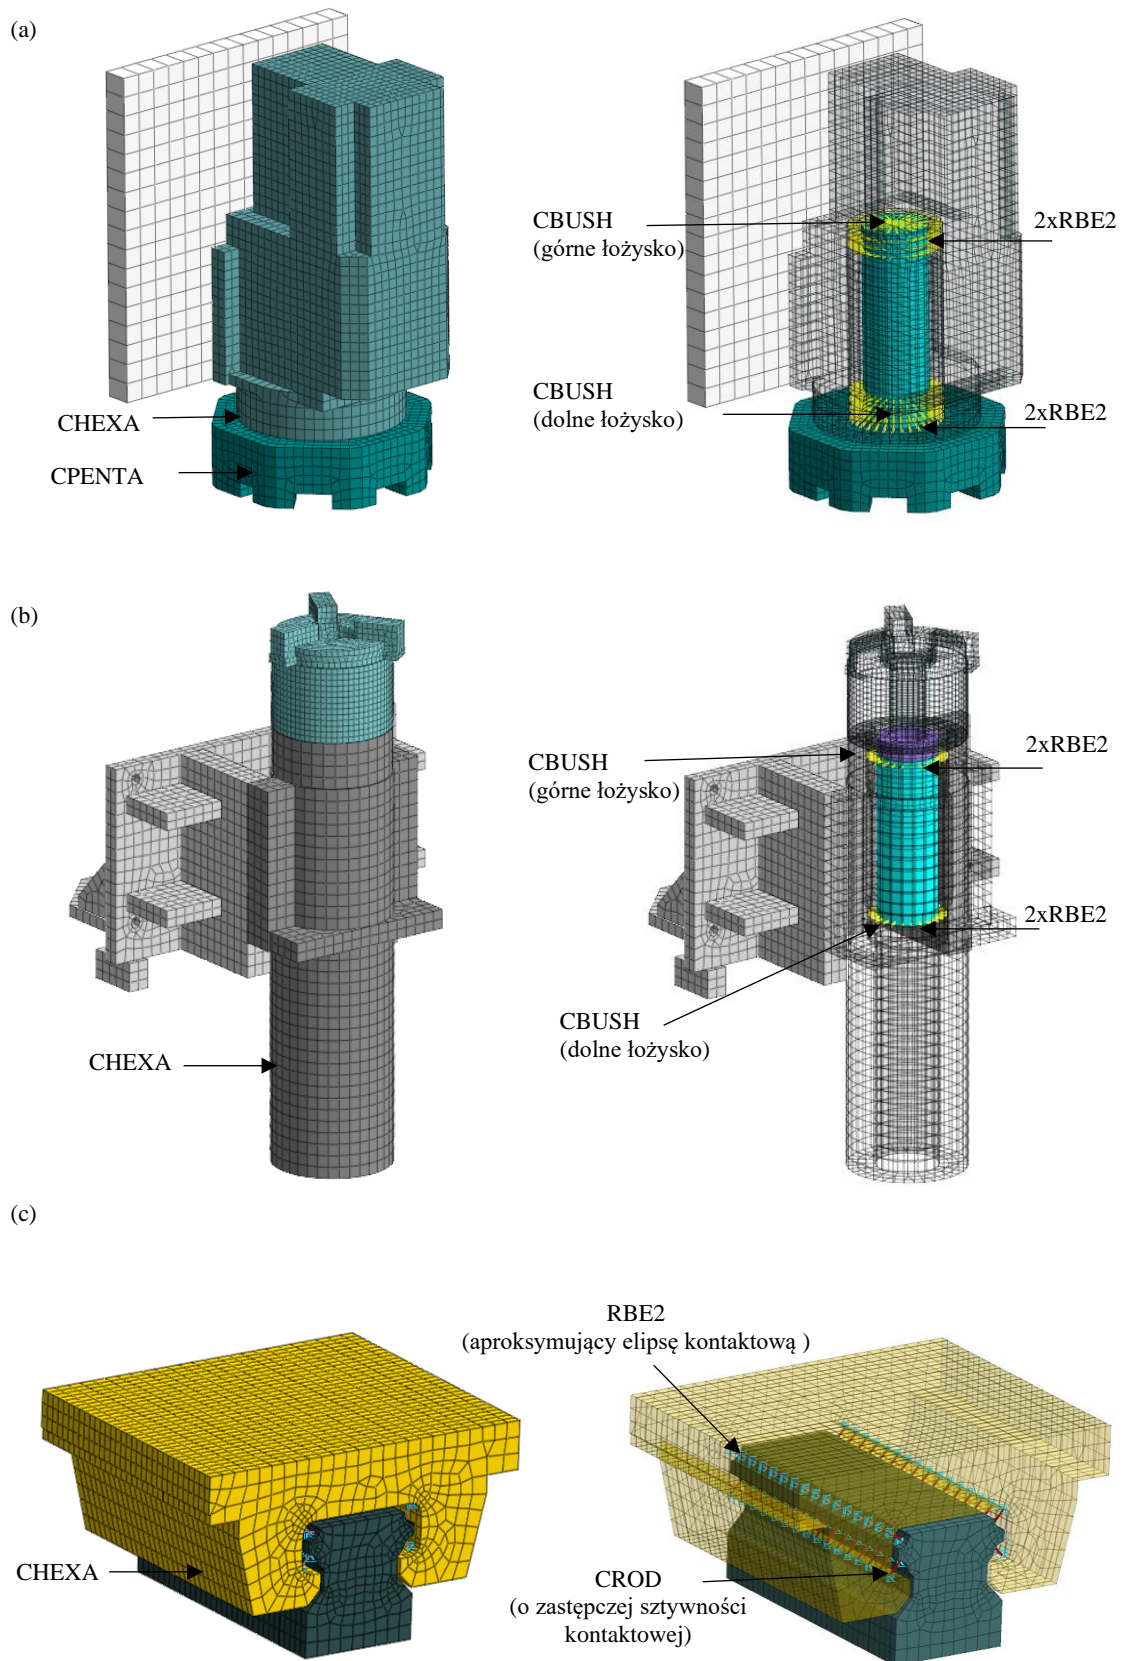 (a)
CBUSH
(górne łożysko)
2xRBE2
CBUSH
(dolne łożysko)
2xRBE2
CHEXA
CPENTA
(b)
CBUSH
(górne łożysko)
2xRBE2
2xRBE2
CBUSH
(dolne łożysko)
CHEXA
(c)
RBE2
(aproksymujący elipsę kontaktową )
CHEXA
CROD
(o zastępczej sztywności
kontaktowej)